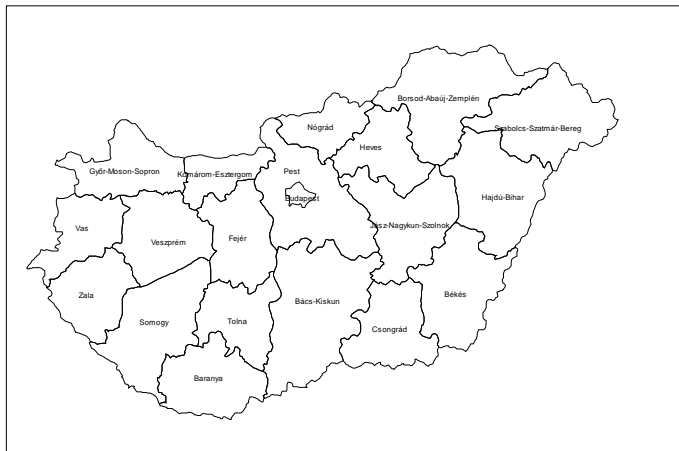 Borsod-Abaúj-Zemplén
Nógrád
Szabolcs-Szatmár-Bereg
Heves
Győr-Moson-Sopron
Komárom-Esztergom
Pest
Budapest
Hajdú-Bihar
Vas
Veszprém
Fejér
Jász-Nagykun-Szolnok
Zala
Bács-Kiskun
Békés
Somogy
Tolna
Csongrád
Baranya